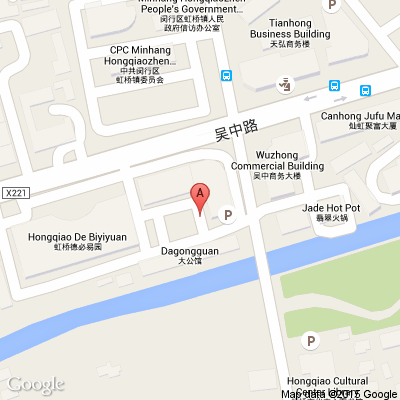 Minhang Hongqiaozhen
People's Government...
闵行区虹桥镇人民
政府信访办公室
Tianhong
Business Building
天弘商务楼
CPC Minhang
Hongqiaozhen...
中共闵行区
虹桥镇委员会
Canhong Jufu Ma
灿虹聚富大厦
吴中路
Wuzhong
Commercial Building
吴中商务大楼
X221
A
P
Jade Hot Pot
翡翠火锅
Hongqiao De Biyiyuan
虹桥德必易园
Dagongguan
大公馆
P
Hongqiao Cultural
Center Library
Google
Map data ©2015 Google